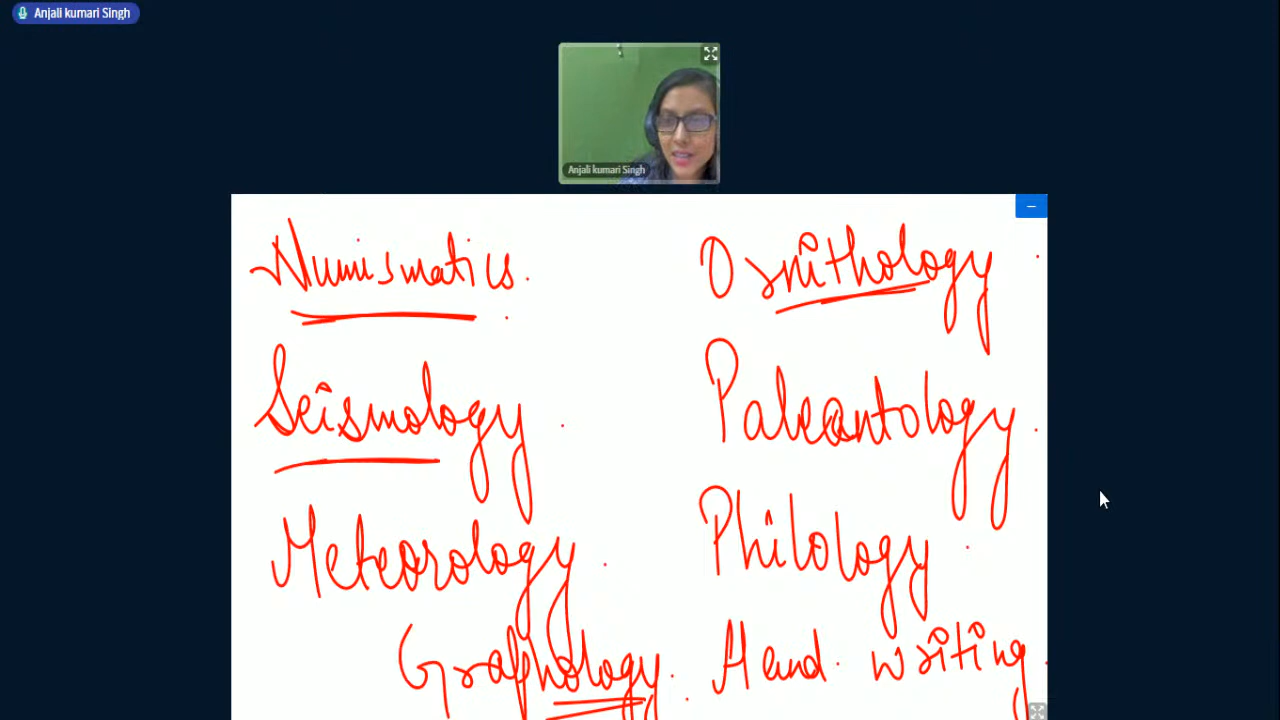 Anjali kumari Singh
Anjali kumari Singh
Numismatics. Ornithology.
Seismology. Paleontology.
Meteorology. Philology.
Graphology. Hand writing.